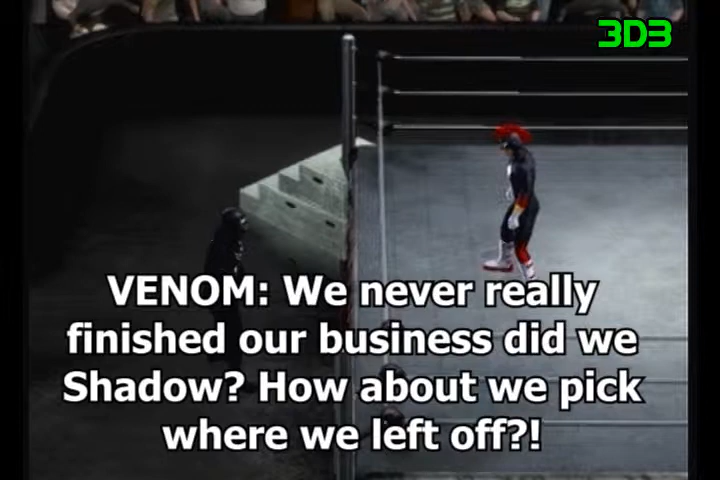 3D3
VENOM: We never really
finished our business did we
Shadow? How about we pick
where we left off?!